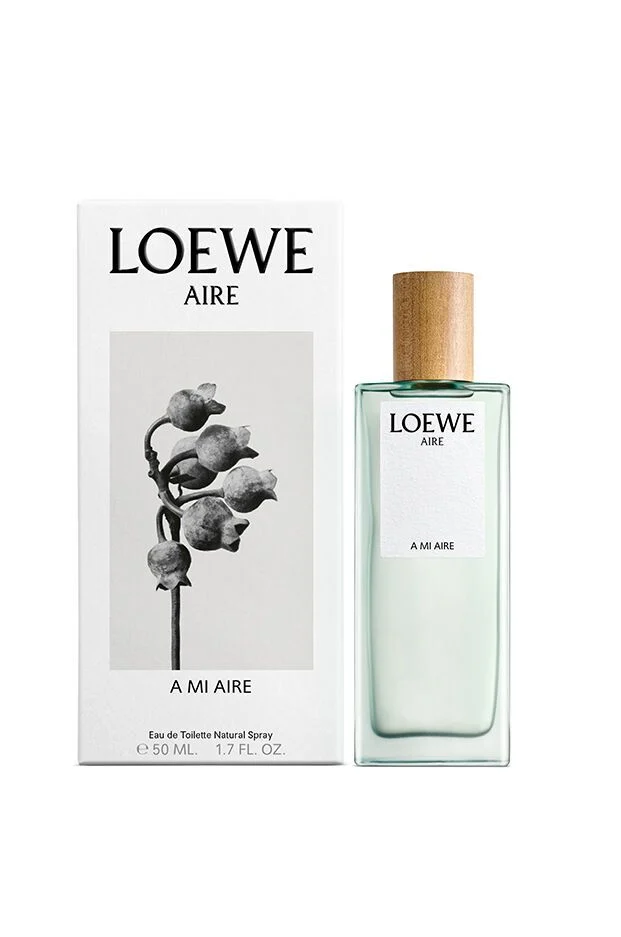 LOEWE
AIRE
A MI AIRE
Eau de Toilette Natural Spray
℮ 50 ML. 1.7 FL. OZ.
LOEWE
AIRE
A MI AIRE